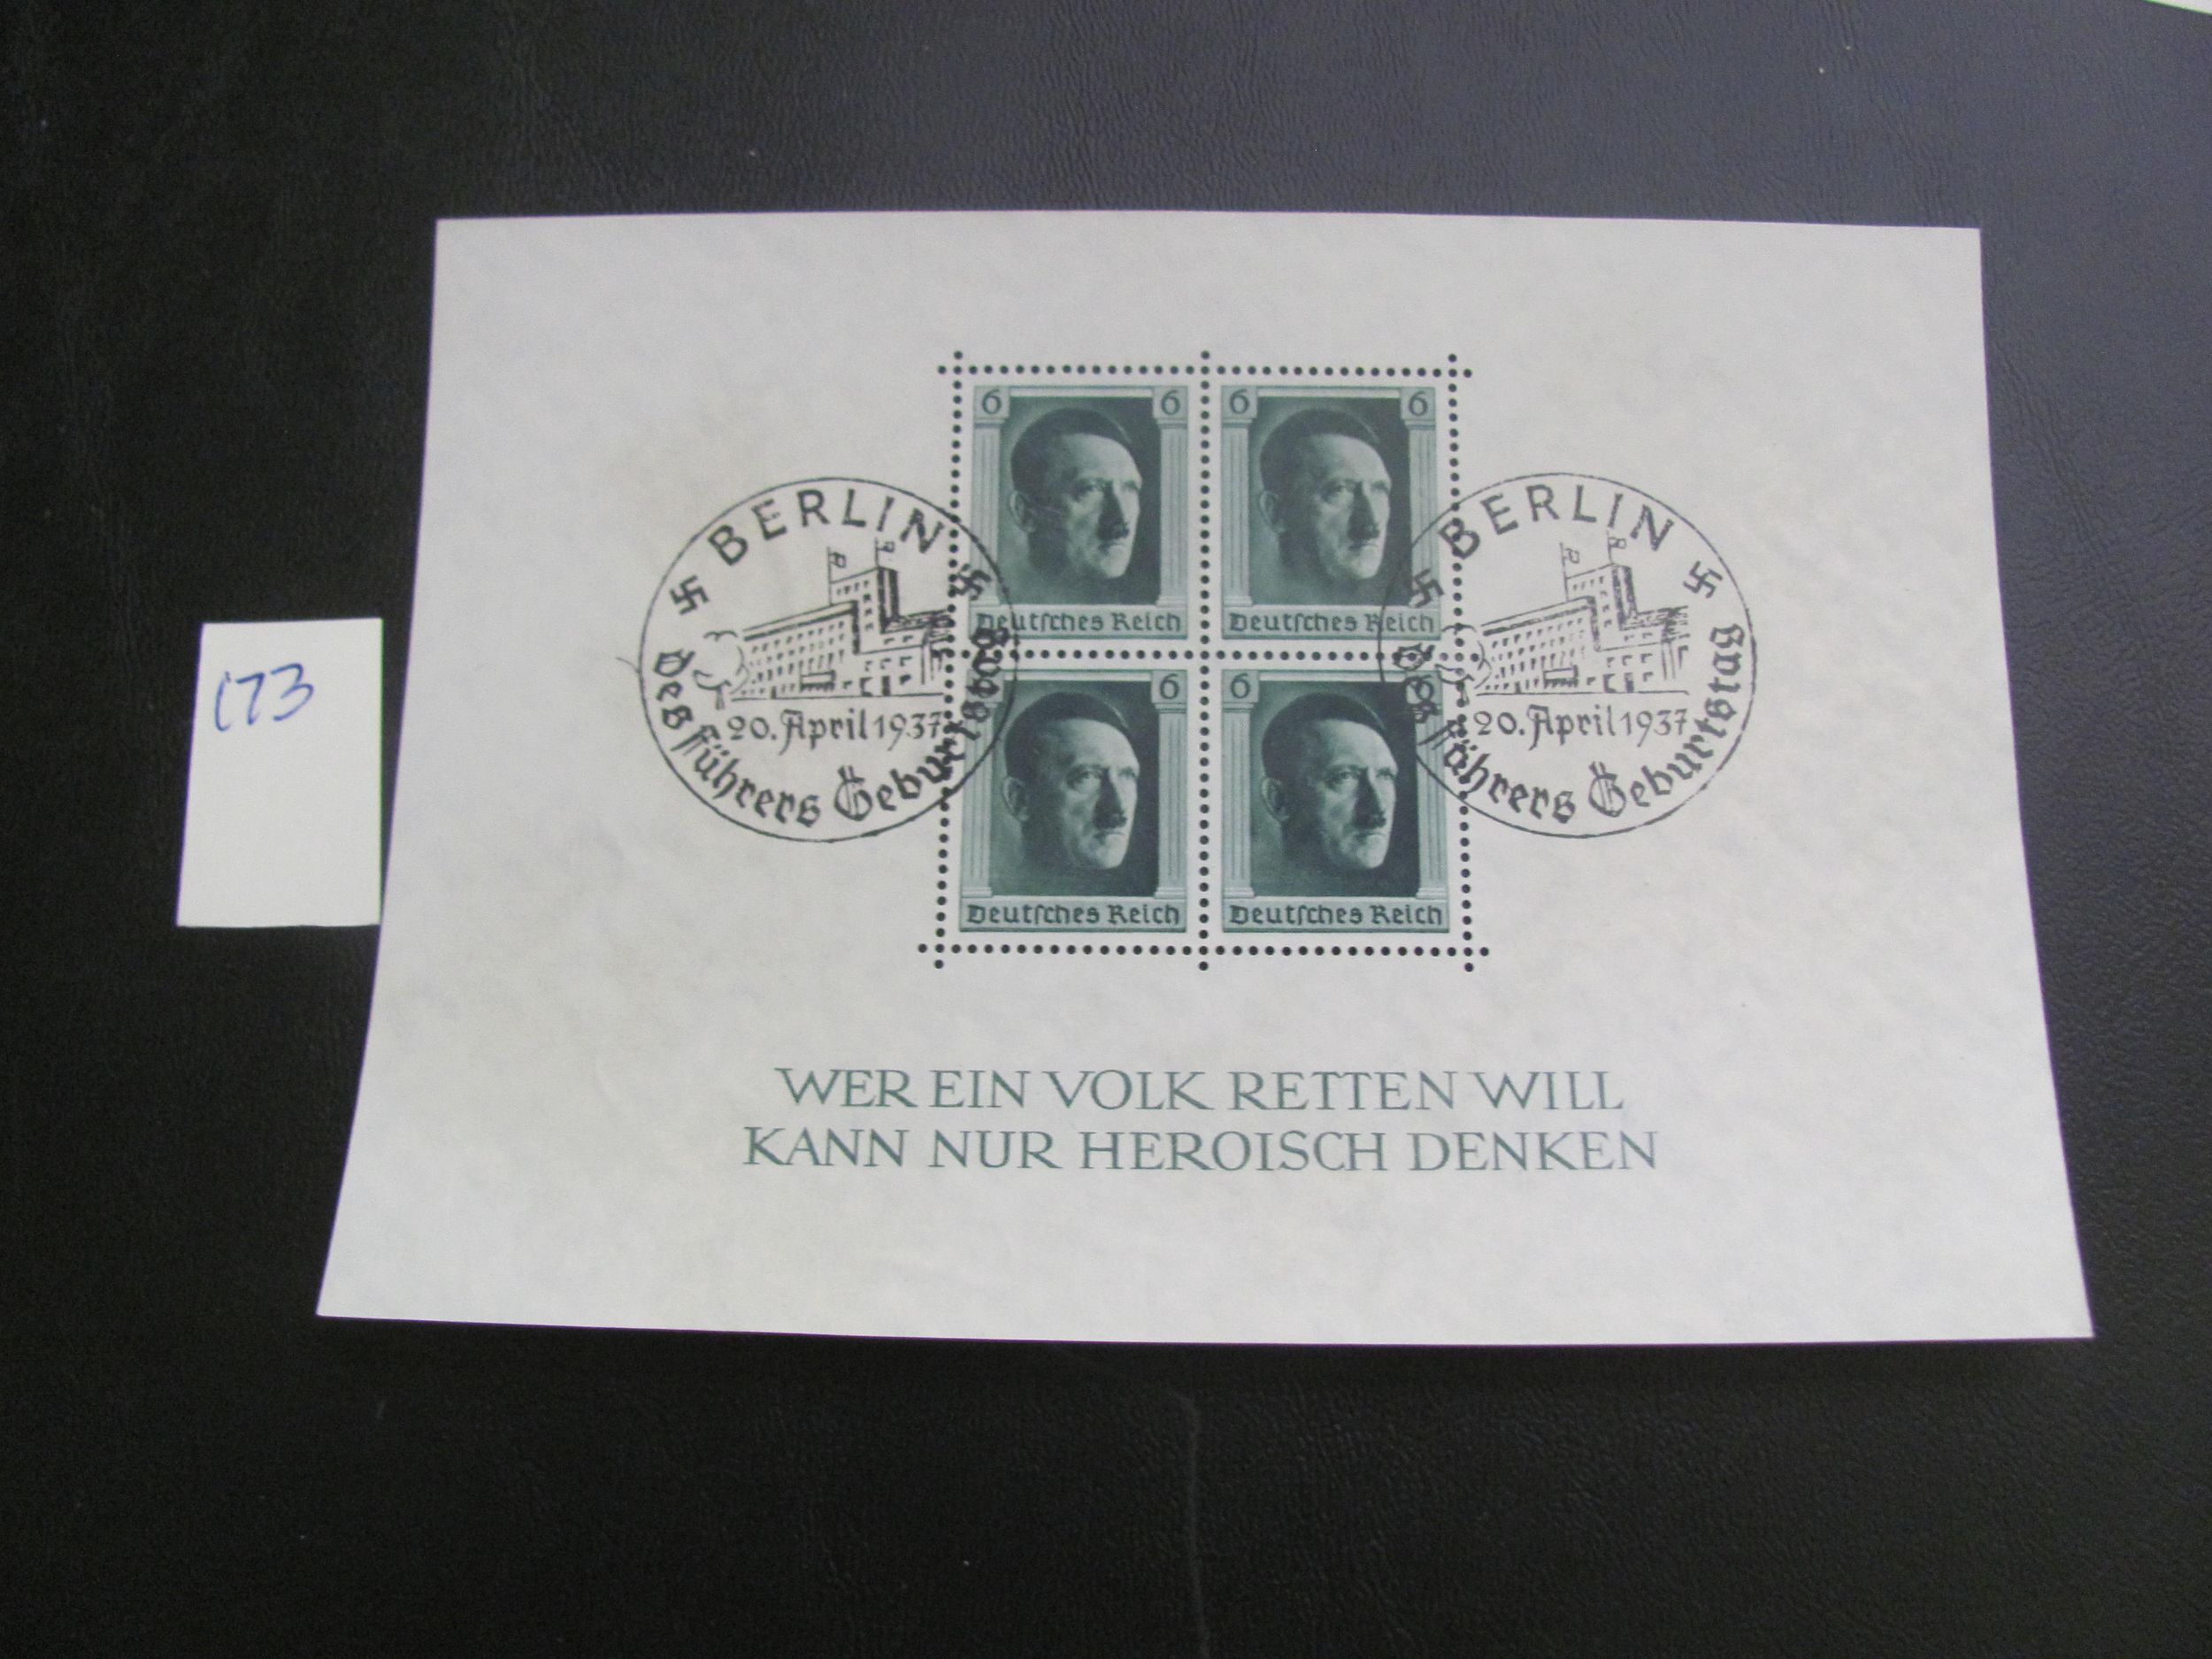 173
6 6
6 6
Deutsches Reich
Deutsches Reich
6
6 6
Deutsches Reich
Deutsches Reich
BERLIN
20. April 1937
Des Führers Geburtstag
BERLIN
20. April 1937
Des Führers Geburtstag
WER EIN VOLK RETTEN WILL
KANN NUR HEROISCH DENKEN